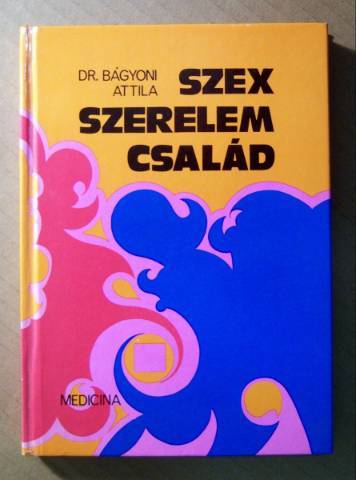 DR. BÁGYONI
ATTILA
SZEX
SZERELEM
CSALÁD
MEDICINA